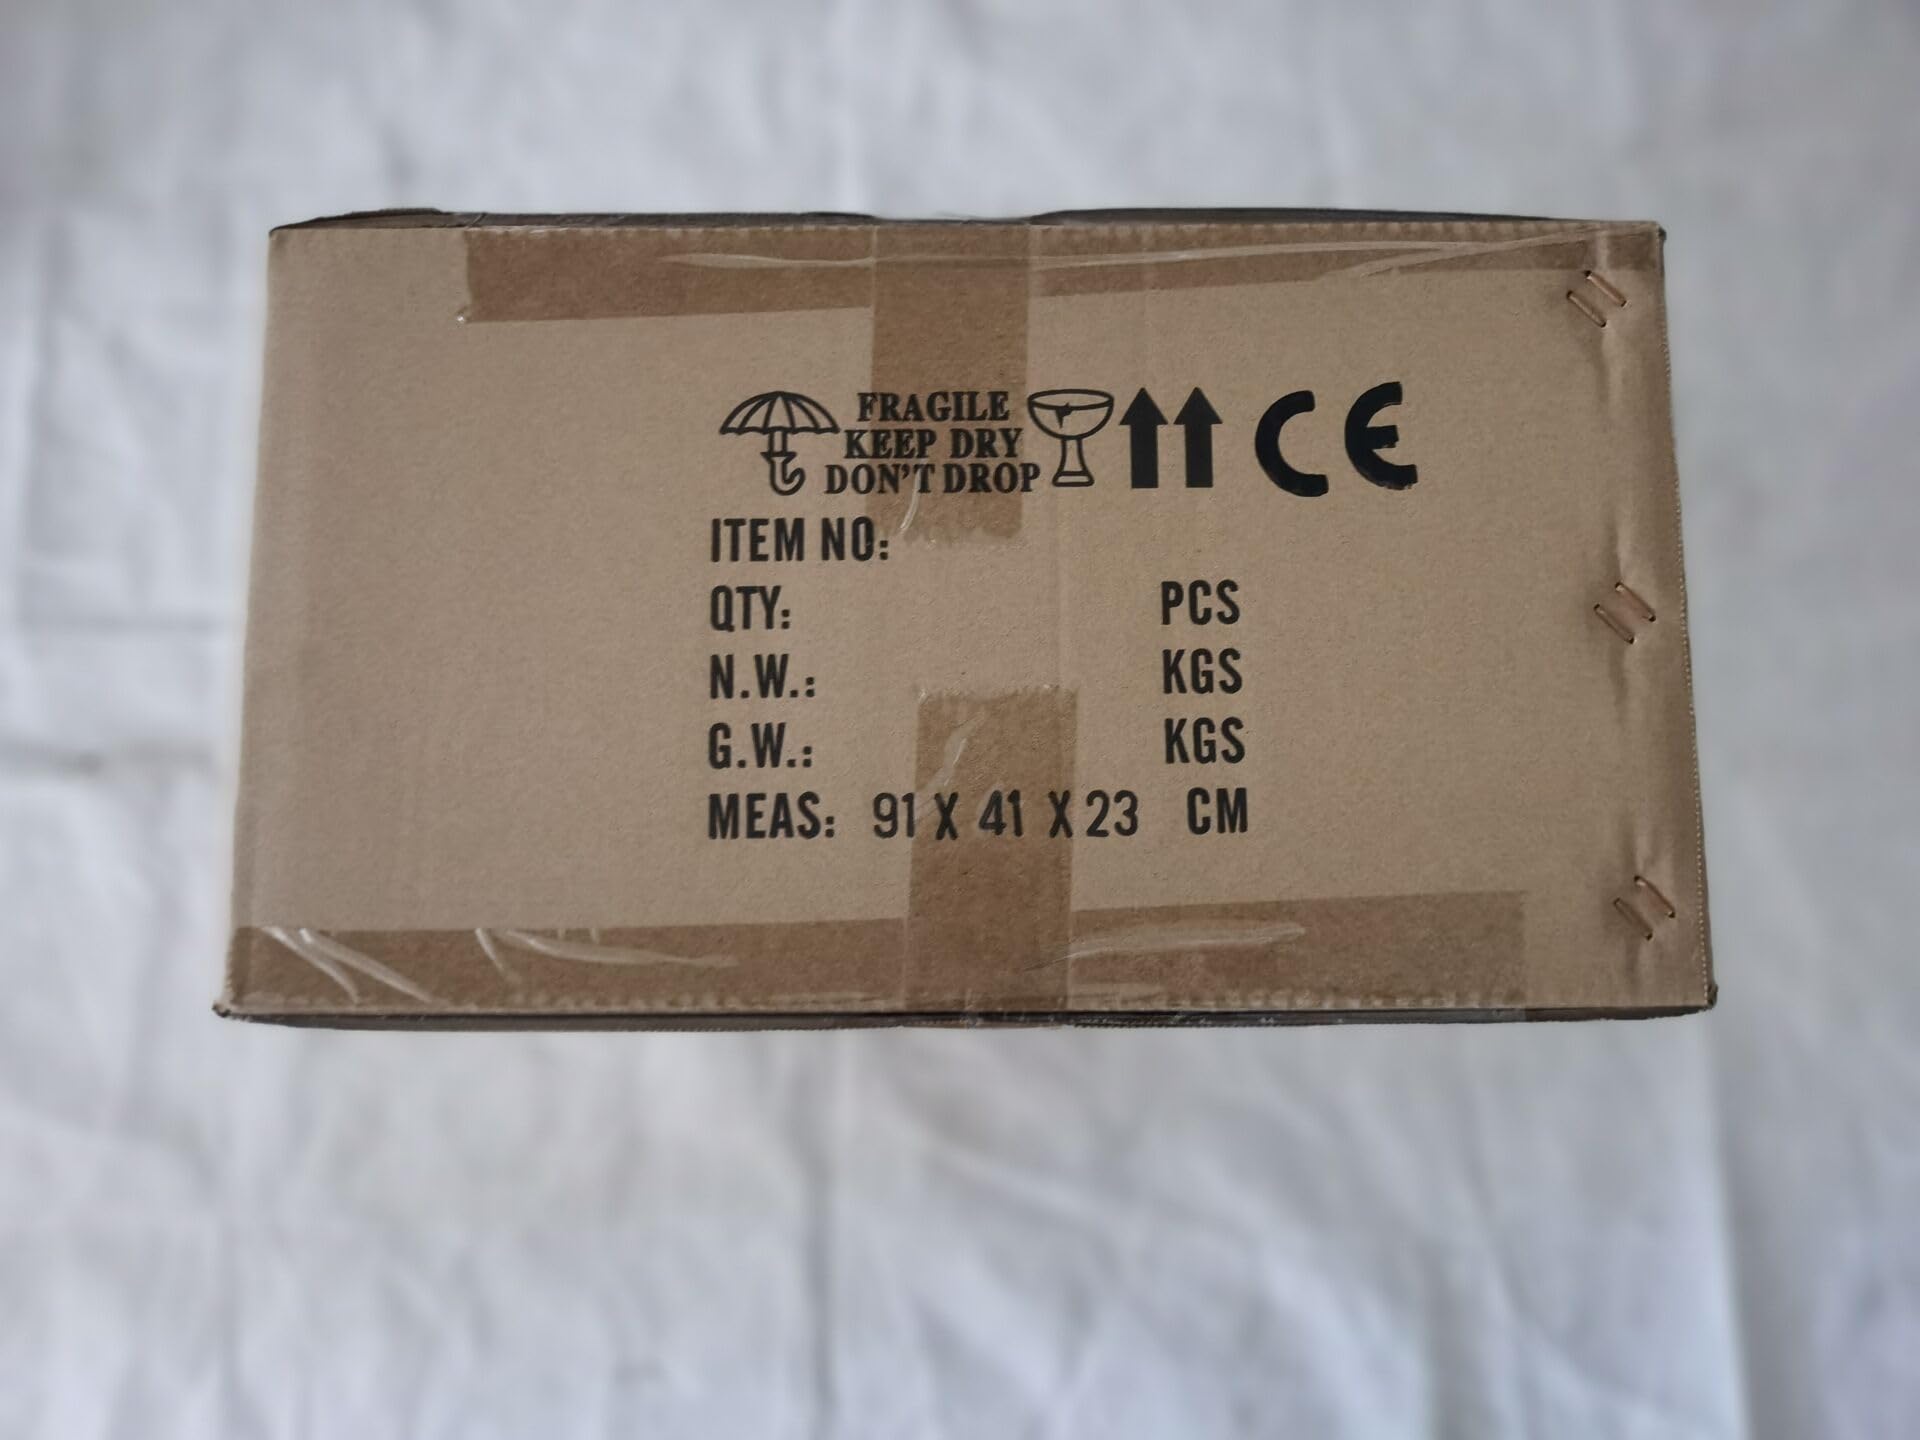 FRAGILE
KEEP DRY
DON'T DROP
CE
ITEM NO:
QTY: PCS
N.W.: KGS
G.W.: KGS
MEAS: 91 X 41 X 23 CM